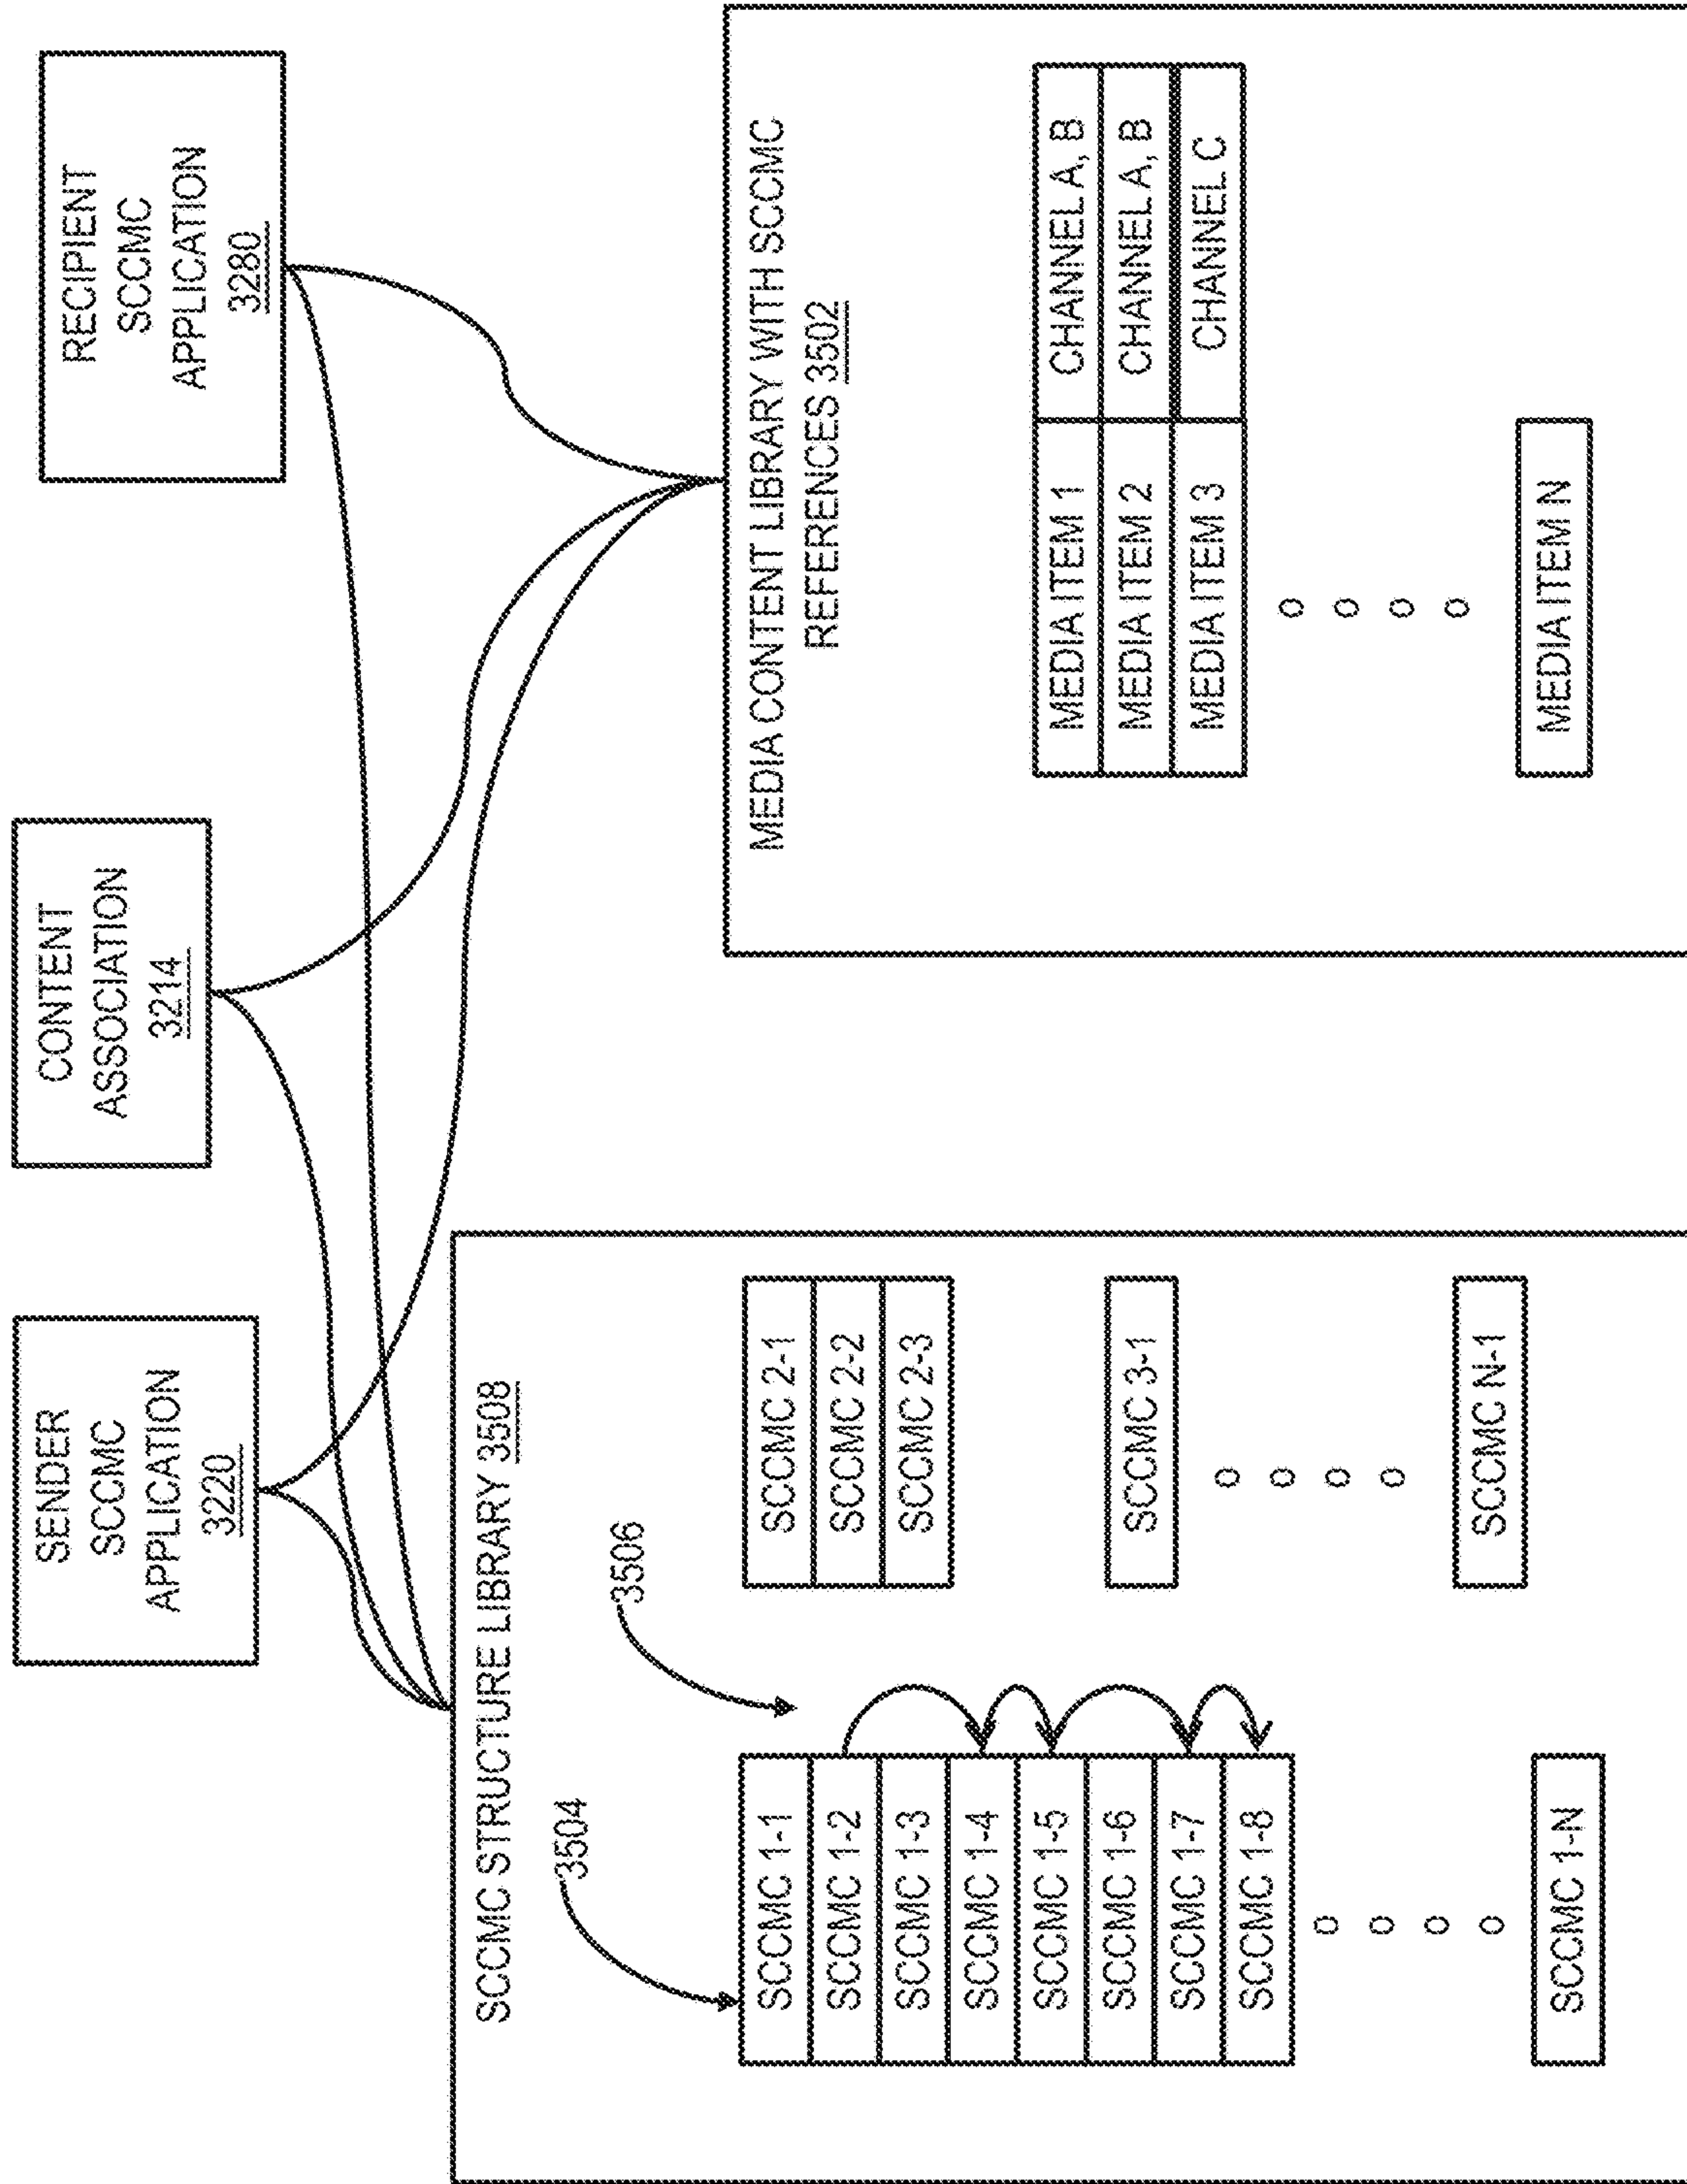 SENDER
SCCMC
APPLICATION
3220
CONTENT
ASSOCIATION
3214
RECIPIENT
SCCMC
APPLICATION
3280
SCCMC STRUCTURE LIBRARY 3508
3504
3506
SCCMC 1-1
SCCMC 1-2
SCCMC 1-3
SCCMC 1-4
SCCMC 1-5
SCCMC 1-6
SCCMC 1-7
SCCMC 1-8
SCCMC 1-N
SCCMC 2-1
SCCMC 2-2
SCCMC 2-3
SCCMC 3-1
SCCMC N-1
MEDIA CONTENT LIBRARY WITH SCCMC
REFERENCES 3502
MEDIA ITEM 1 CHANNEL A, B
MEDIA ITEM 2 CHANNEL A, B
MEDIA ITEM 3 CHANNEL C
MEDIA ITEM N